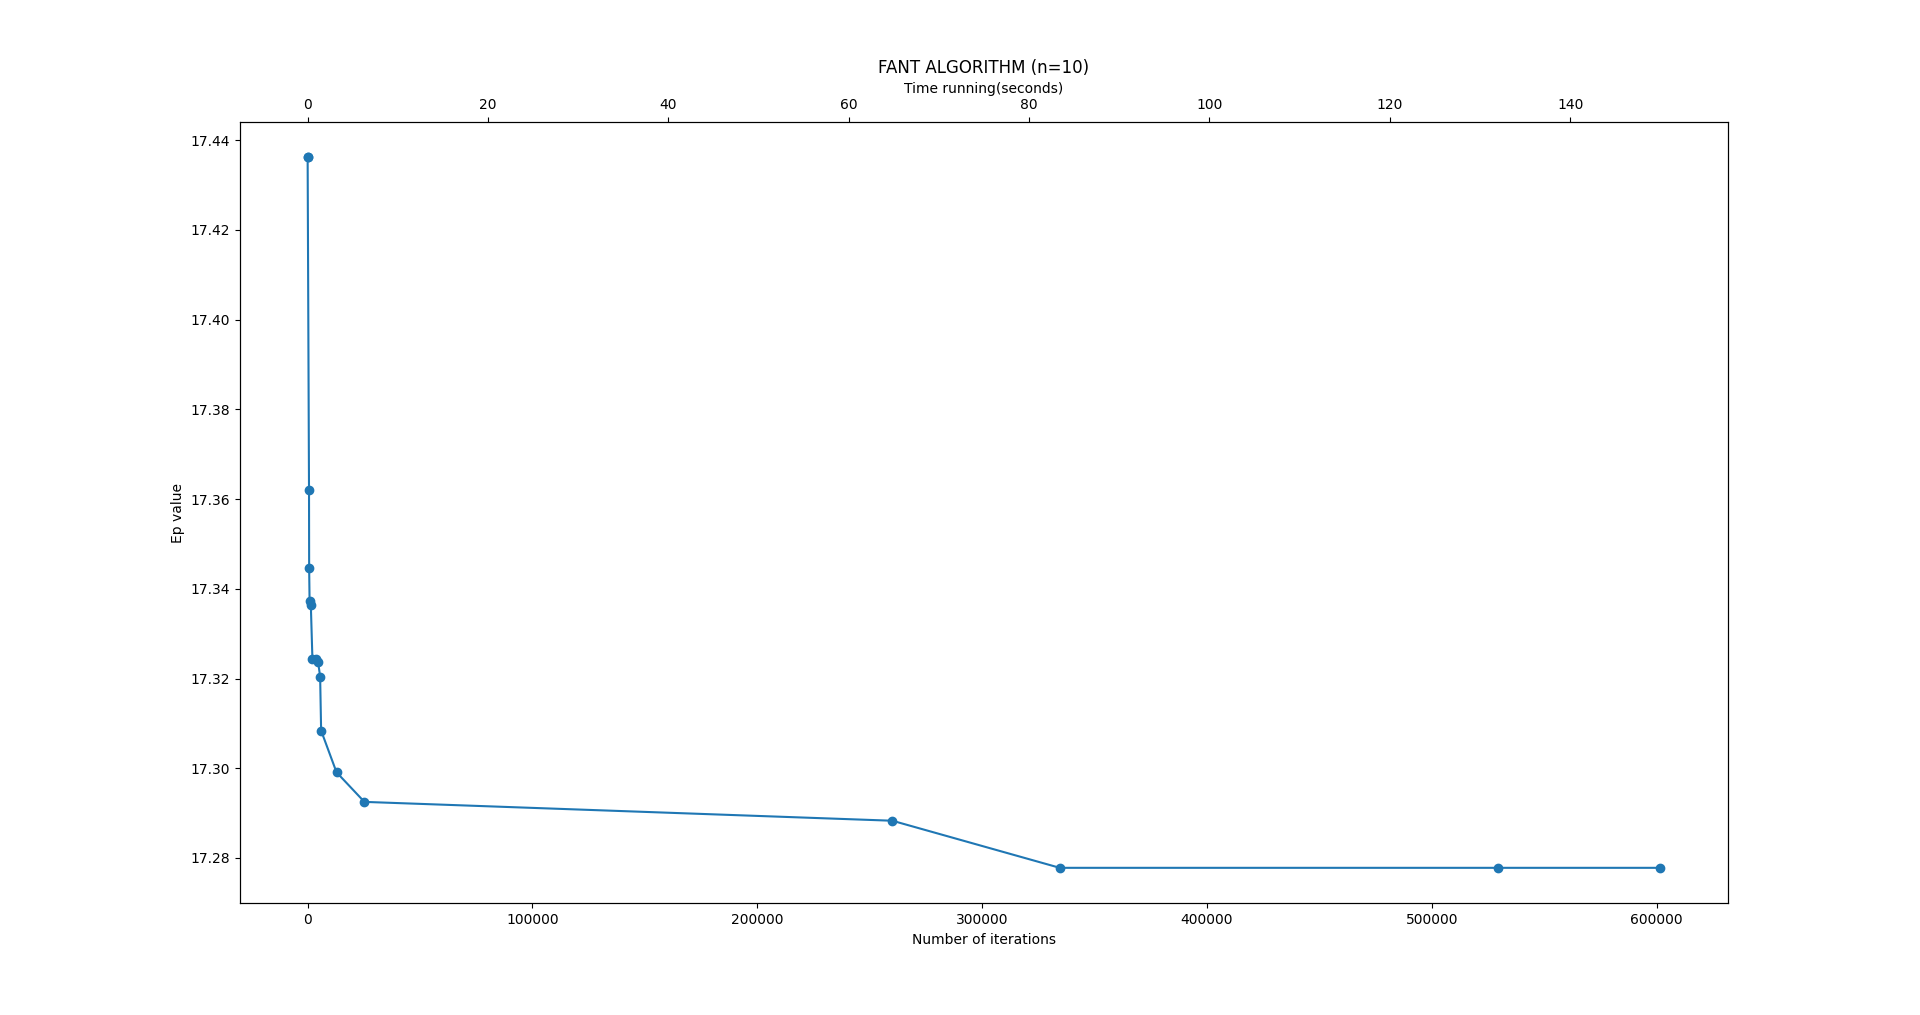 FANT ALGORITHM (n=10)
Time running(seconds)
0 20 40 60 80 100 120 140
17.44
17.42
17.40
17.38
17.36
17.34
17.32
17.30
17.28
Ep value
0 100000 200000 300000 400000 500000 600000
Number of iterations